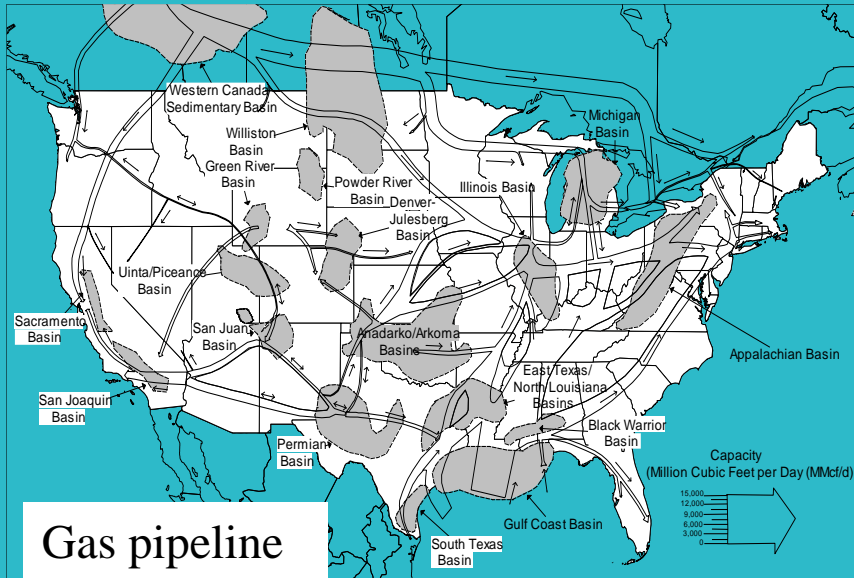 Western Canada
Sedimentary Basin
Michigan
Basin
Williston
Basin
Green River
Basin
Powder River
Basin
Denver-
Julesberg
Basin
Illinois Basin
Uinta/Piceance
Basin
Sacramento
Basin
San Juan
Basin
Anadarko/Arkoma
Basins
Appalachian Basin
East Texas/
North Louisiana
Basins
San Joaquin
Basin
Black Warrior
Basin
Permian
Basin
Capacity
(Million Cubic Feet per Day (MMcf/d)
15,000
12,000
9,000
6,000
3,000
0
Gulf Coast Basin
South Texas
Basin
Gas pipeline